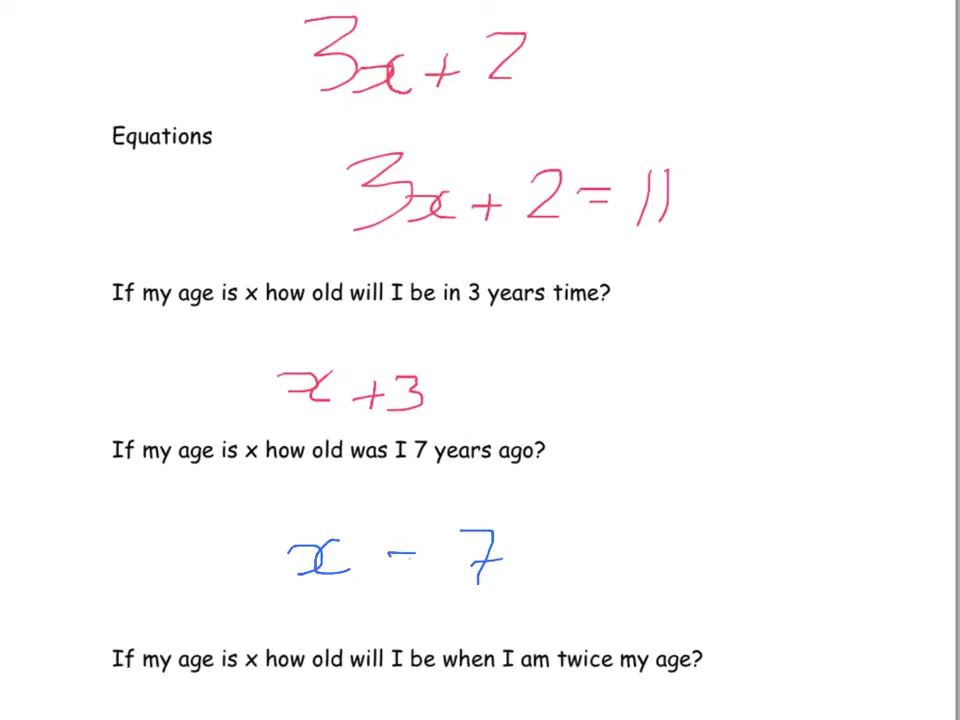 3x + 2
Equations
3x + 2 = 11
If my age is x how old will I be in 3 years time?
x + 3
If my age is x how old was I 7 years ago?
x - 7
If my age is x how old will I be when I am twice my age?